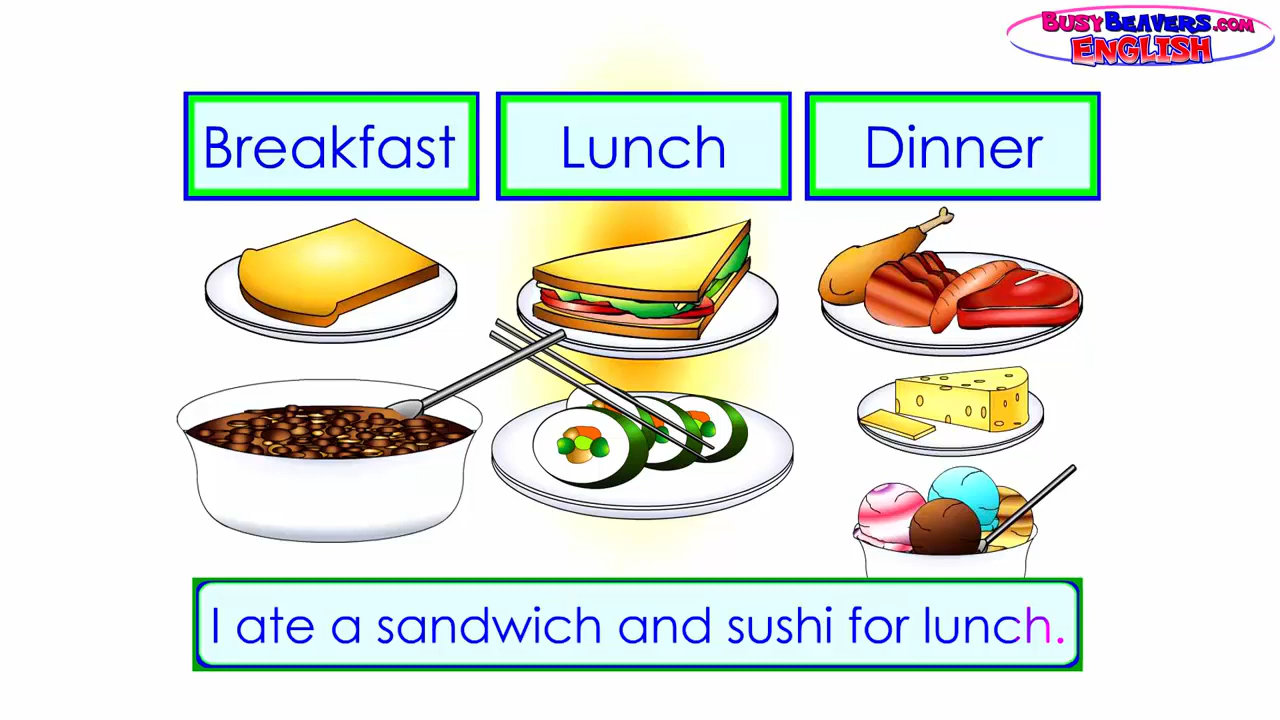 BUSYBEAVERS.COM
ENGLISH
Breakfast Lunch Dinner
I ate a sandwich and sushi for lunch.